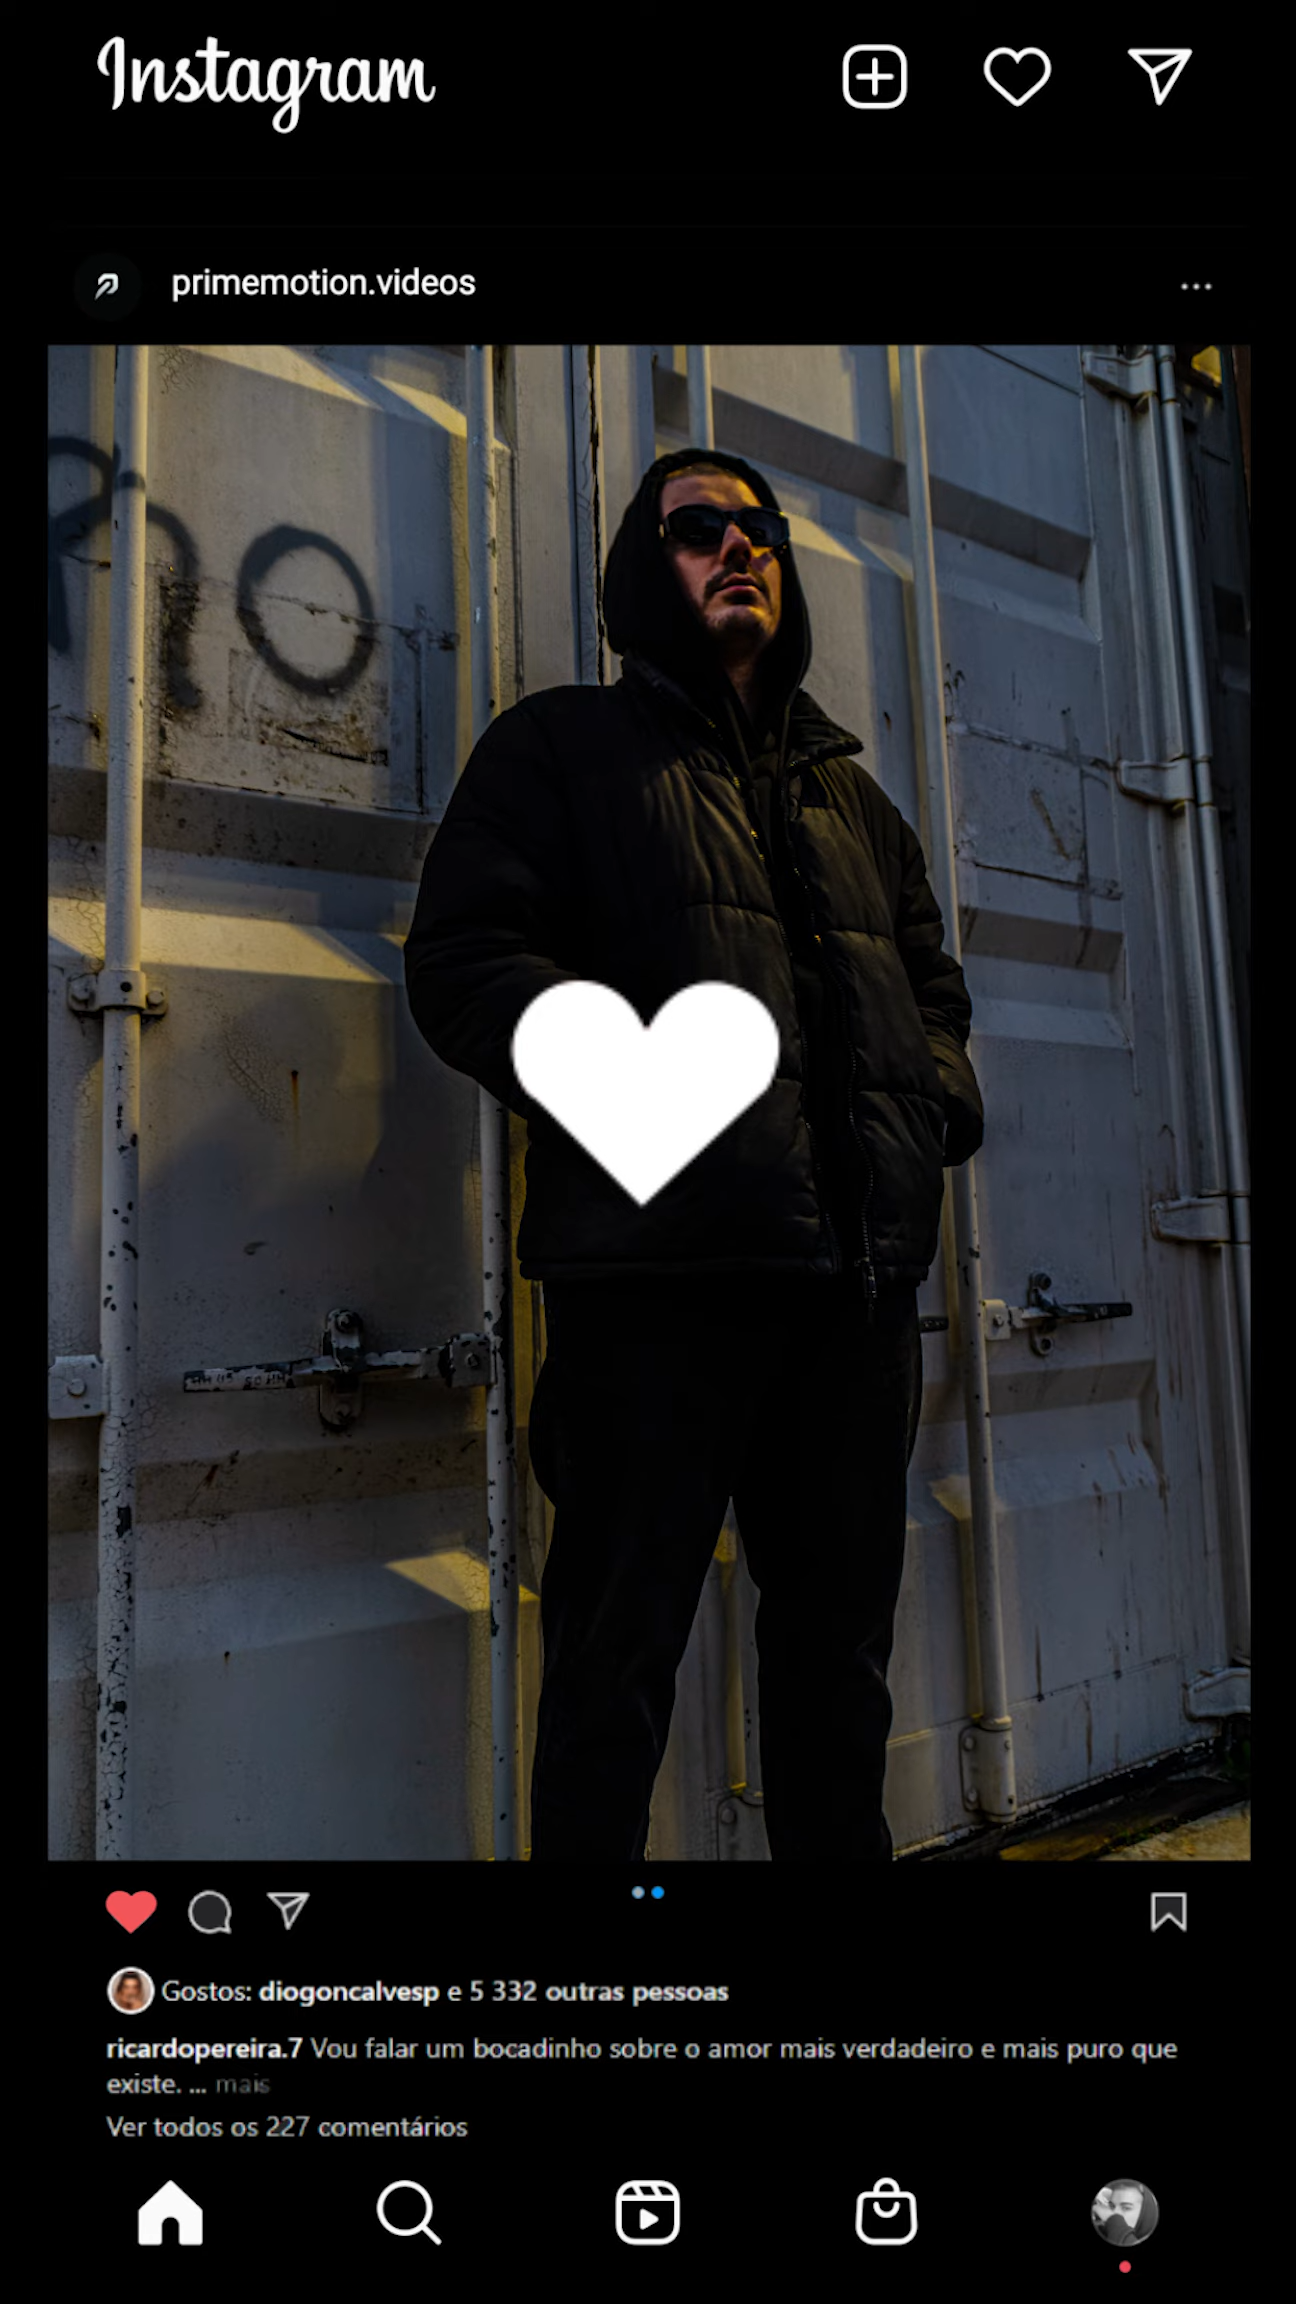 Instagram
primemotion.videos
no
Gostos: diogoncalvesp e 5 332 outras pessoas
ricardopereira.7 Vou falar um bocadinho sobre o amor mais verdadeiro e mais puro que
existe. ... mais
Ver todos os 227 comentários